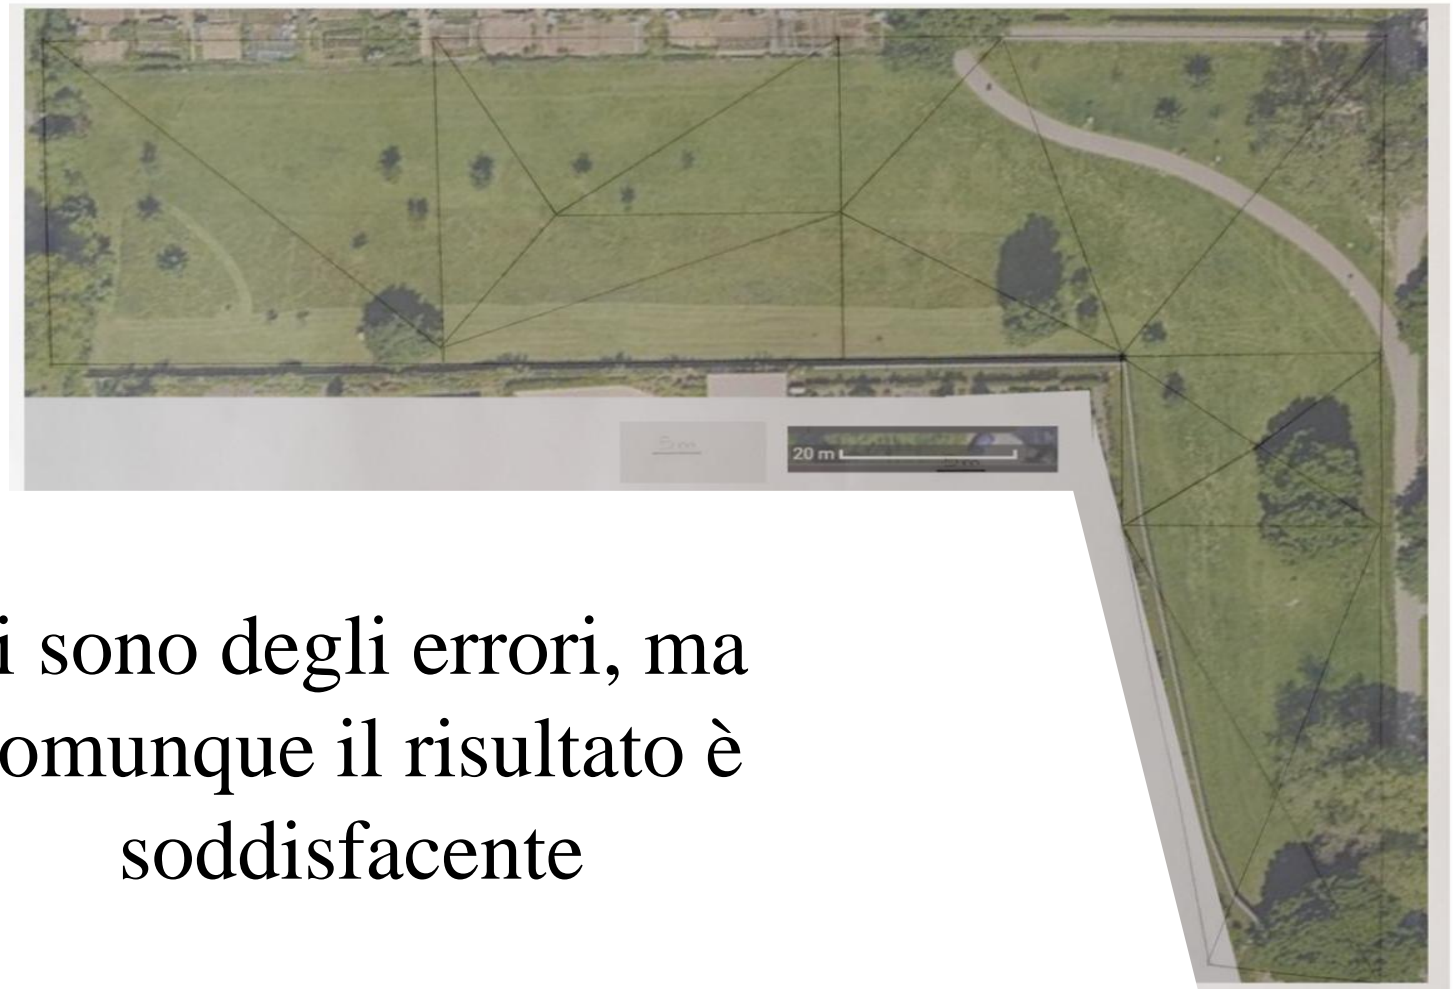 20 m
i sono degli errori, ma
omunque il risultato è
soddisfacente